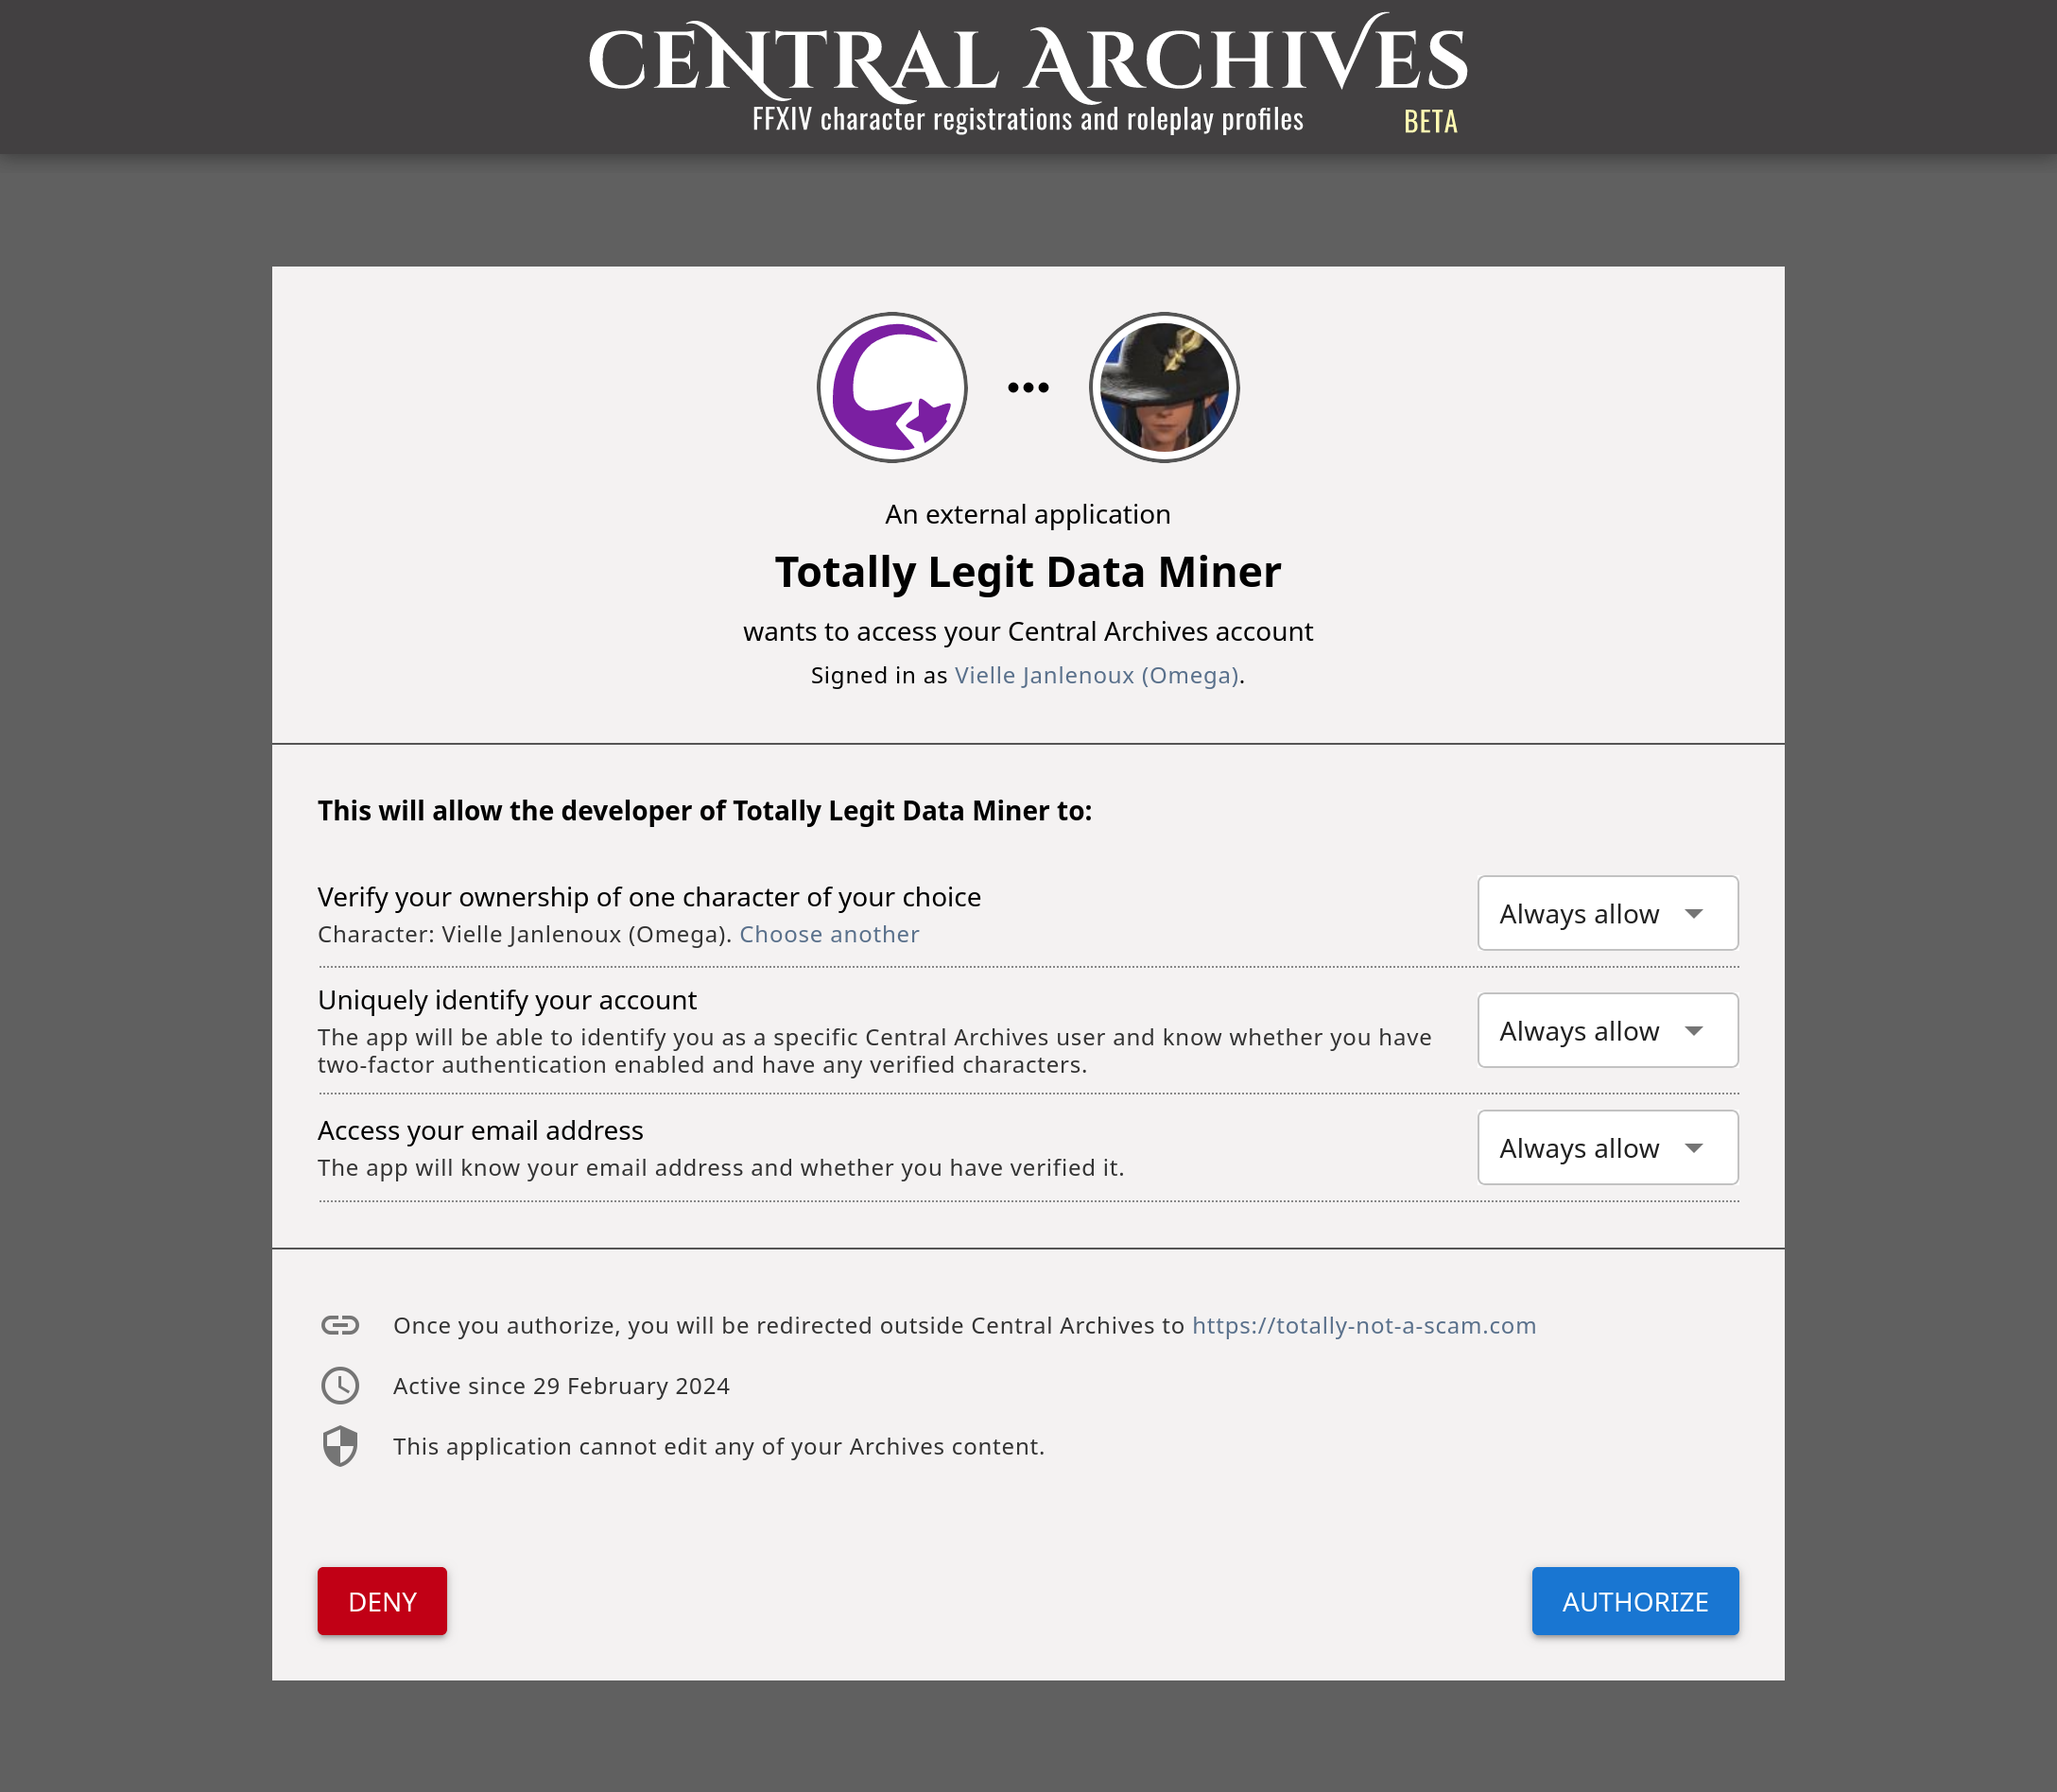 CENTRAL ARCHIVES
FFXIV character registrations and roleplay profiles
BETA
An external application
Totally Legit Data Miner
wants to access your Central Archives account
Signed in as Vielle Janlenoux (Omega).
This will allow the developer of Totally Legit Data Miner to:
Verify your ownership of one character of your choice
Character: Vielle Janlenoux (Omega). Choose another
Always allow
Uniquely identify your account
The app will be able to identify you as a specific Central Archives user and know whether you have
two-factor authentication enabled and have any verified characters.
Always allow
Access your email address
The app will know your email address and whether you have verified it.
Always allow
Once you authorize, you will be redirected outside Central Archives to https://totally-not-a-scam.com
Active since 29 February 2024
This application cannot edit any of your Archives content.
DENY
AUTHORIZE